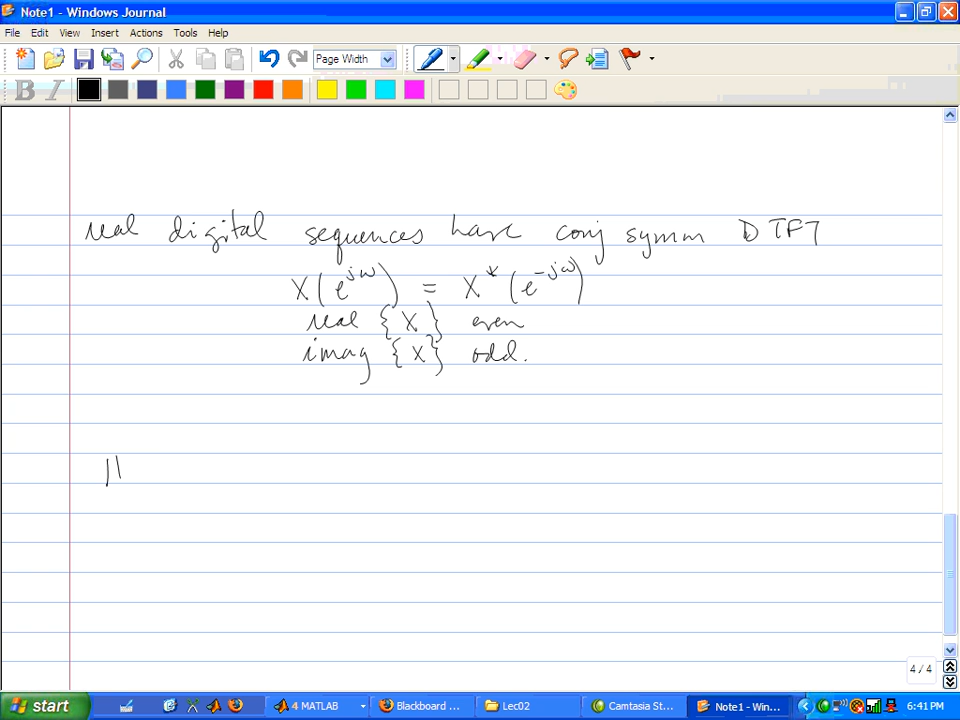 Note1 - Windows Journal
File Edit View Insert Actions Tools Help
Page Width
B I
real digital sequences have conj symm DTFT
X(e^jω) = X*(e^-jω)
real {X} even
imag {X} odd.
||
4 / 4
start 4 MATLAB Blackboard ... Lec02 Camtasia St... Note1 - Win... 6:41 PM